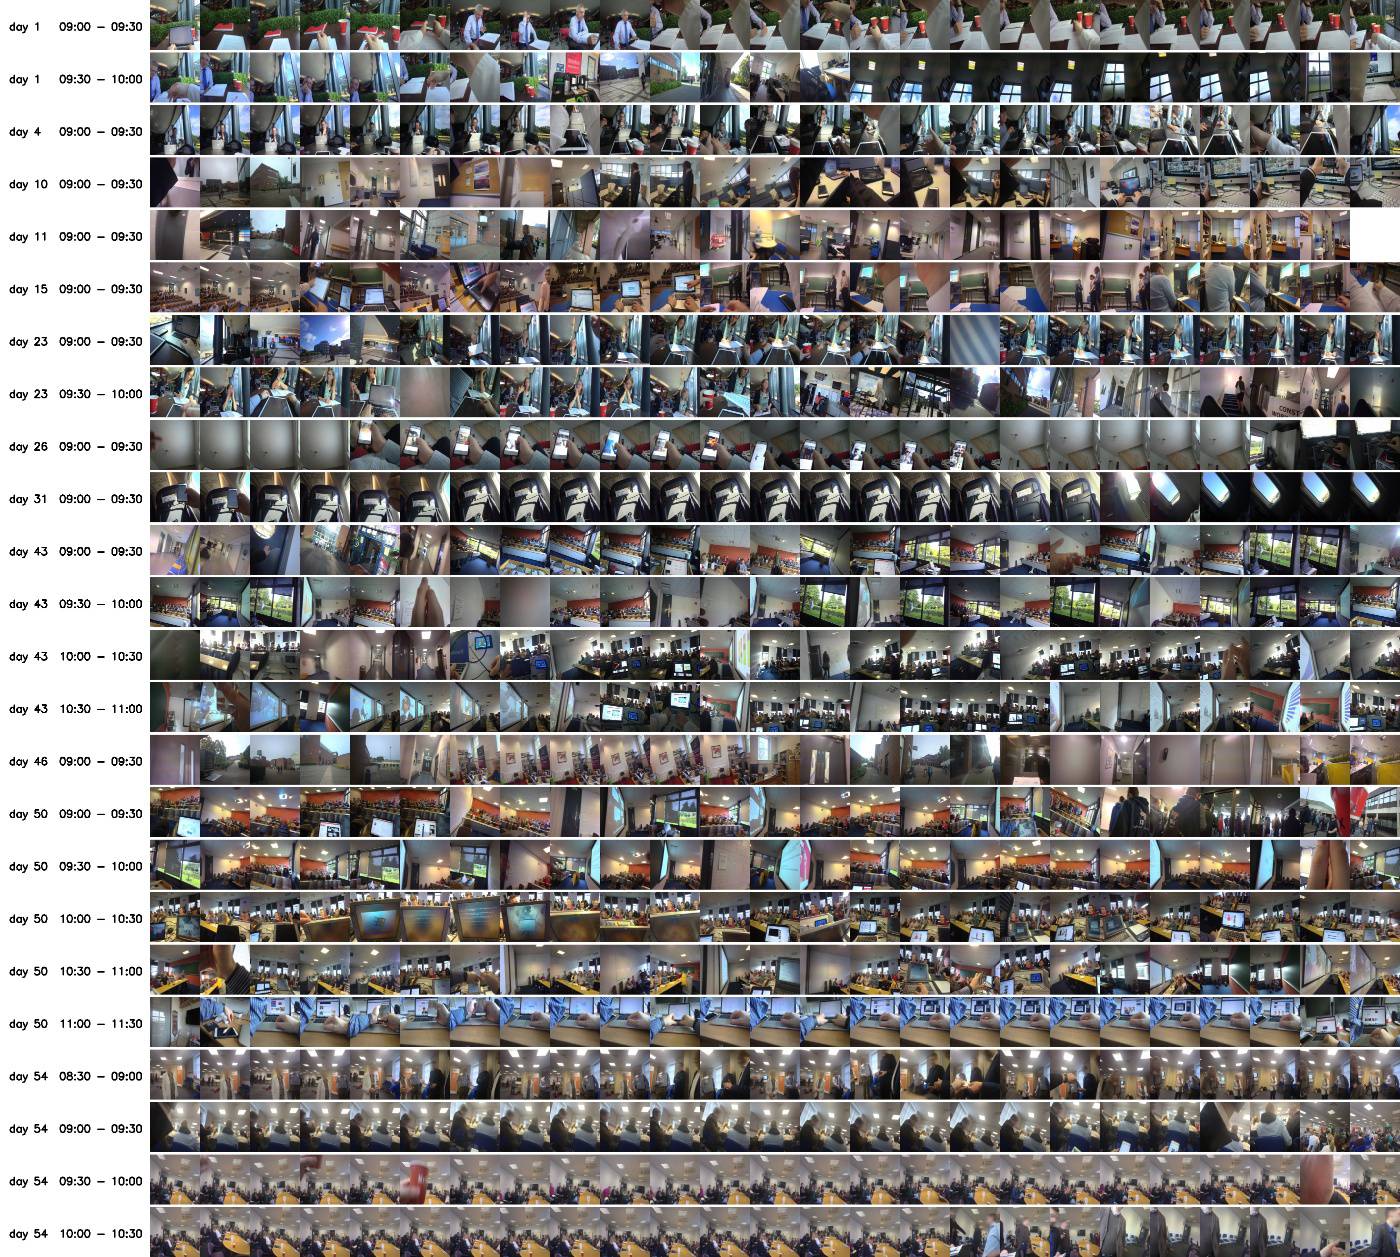 day 1 09:00 – 09:30
day 1 09:30 – 10:00
day 4 09:00 – 09:30
day 10 09:00 – 09:30
day 11 09:00 – 09:30
day 15 09:00 – 09:30
day 23 09:00 – 09:30
day 23 09:30 – 10:00
CONST
day 26 09:00 – 09:30
day 31 09:00 – 09:30
day 43 09:00 – 09:30
day 43 09:30 – 10:00
day 43 10:00 – 10:30
day 43 10:30 – 11:00
day 46 09:00 – 09:30
day 50 09:00 – 09:30
day 50 09:30 – 10:00
day 50 10:00 – 10:30
day 50 10:30 – 11:00
day 50 11:00 – 11:30
day 54 08:30 – 09:00
day 54 09:00 – 09:30
day 54 09:30 – 10:00
day 54 10:00 – 10:30